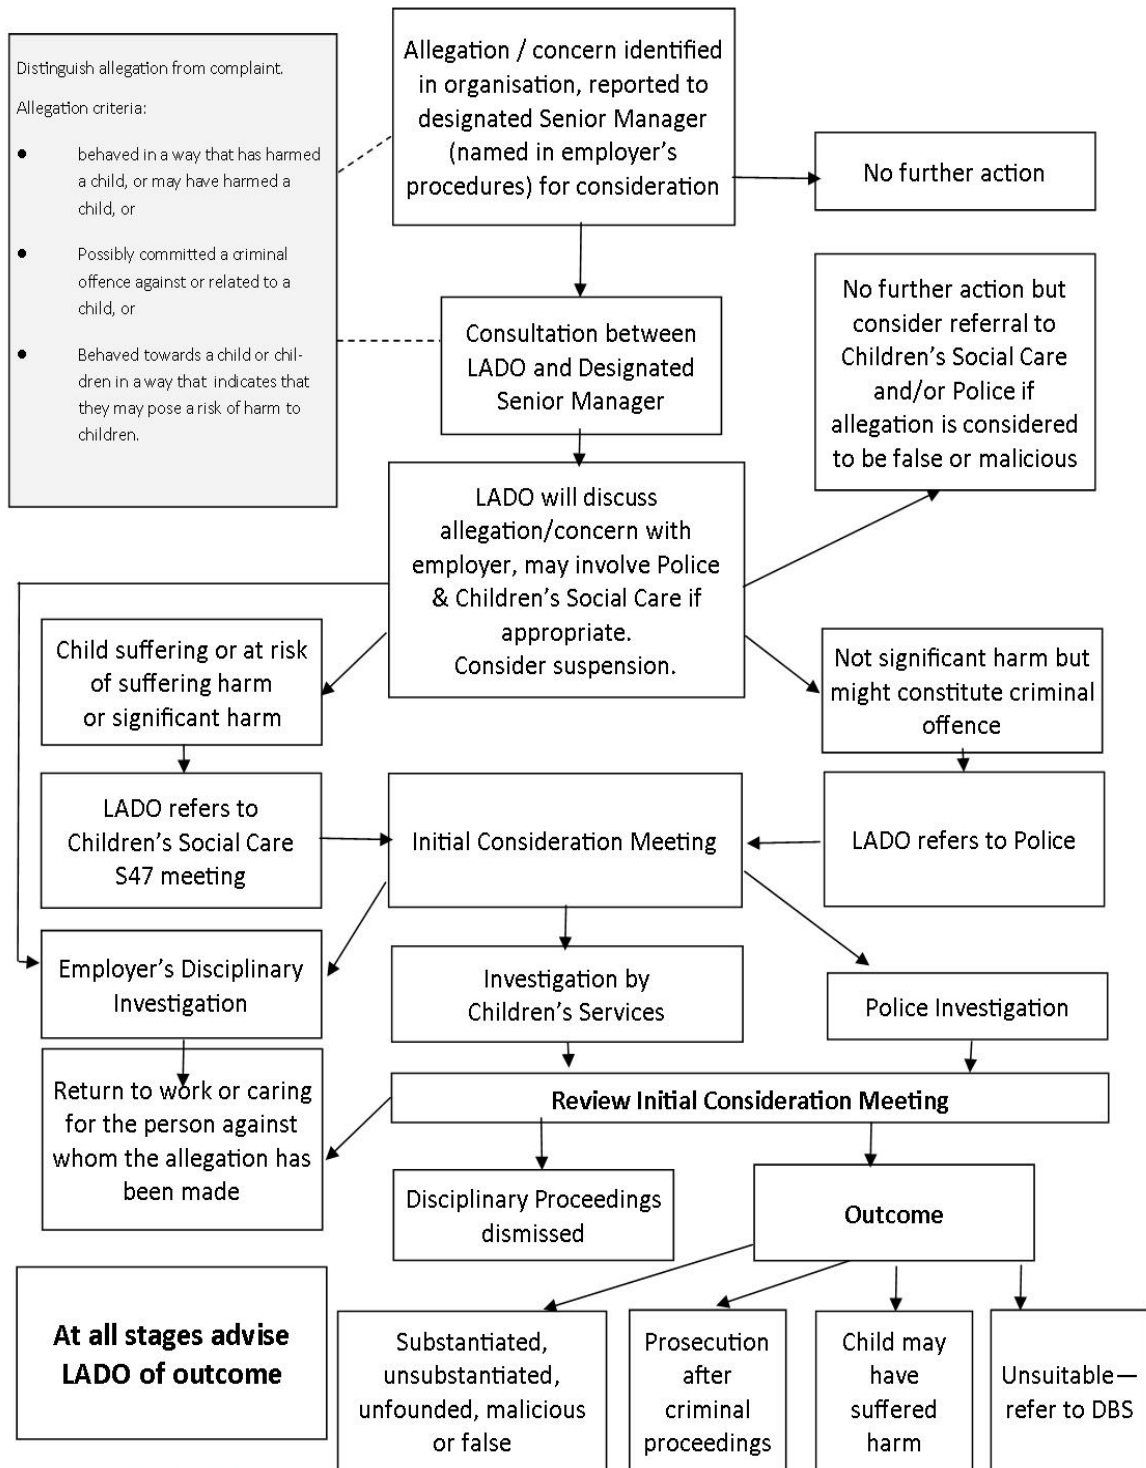 Distinguish allegation from complaint.
Allegation criteria:
● behaved in a way that has harmed
a child, or may have harmed a
child, or
● Possibly committed a criminal
offence against or related to a
child, or
● Behaved towards a child or chil-
dren in a way that indicates that
they may pose a risk of harm to
children.
Allegation / concern identified
in organisation, reported to
designated Senior Manager
(named in employer’s
procedures) for consideration
No further action
Consultation between
LADO and Designated
Senior Manager
No further action but
consider referral to
Children’s Social Care
and/or Police if
allegation is considered
to be false or malicious
LADO will discuss
allegation/concern with
employer, may involve Police
& Children’s Social Care if
appropriate.
Consider suspension.
Child suffering or at risk
of suffering harm
or significant harm
Not significant harm but
might constitute criminal
offence
LADO refers to
Children’s Social Care
S47 meeting
Initial Consideration Meeting
LADO refers to Police
Employer’s Disciplinary
Investigation
Investigation by
Children’s Services
Police Investigation
Return to work or caring
for the person against
whom the allegation has
been made
Review Initial Consideration Meeting
Disciplinary Proceedings
dismissed
Outcome
At all stages advise
LADO of outcome
Substantiated,
unsubstantiated,
unfounded, malicious
or false
Prosecution
after
criminal
proceedings
Child may
have
suffered
harm
Unsuitable—
refer to DBS